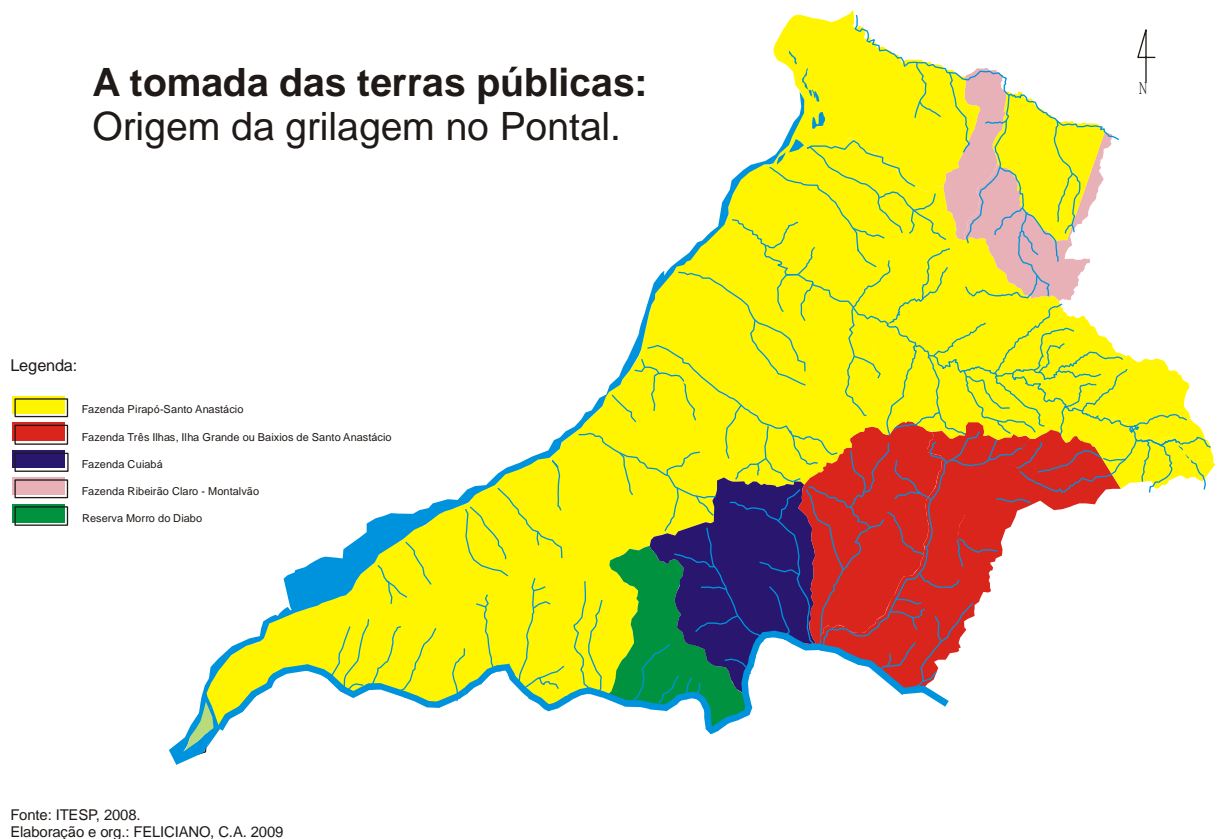 A tomada das terras públicas:
Origem da grilagem no Pontal.
N
Legenda:
Fazenda Pirapó-Santo Anastácio
Fazenda Três Ilhas, Ilha Grande ou Baixios de Santo Anastácio
Fazenda Cuiabá
Fazenda Ribeirão Claro - Montalvão
Reserva Morro do Diabo
Fonte: ITESP, 2008.
Elaboração e org.: FELICIANO, C.A. 2009